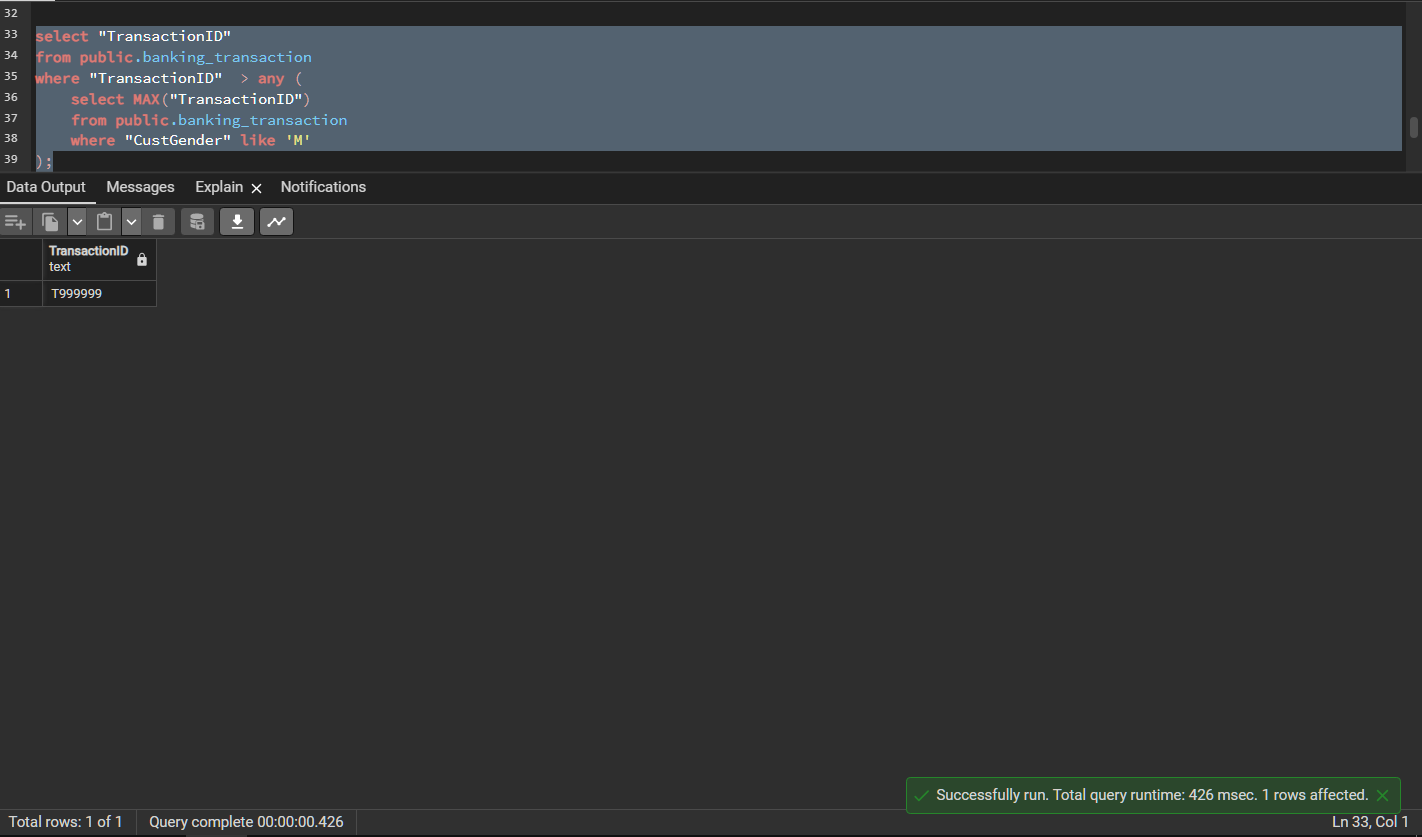 32
33 select "TransactionID"
34 from public.banking_transaction
35 where "TransactionID"  > any (
36     select MAX("TransactionID")
37     from public.banking_transaction
38     where "CustGender" like 'M'
39 );
Data Output Messages Explain Notifications
TransactionID
text
1 T999999
Successfully run. Total query runtime: 426 msec. 1 rows affected.
Total rows: 1 of 1 Query complete 00:00:00.426 Ln 33, Col 1